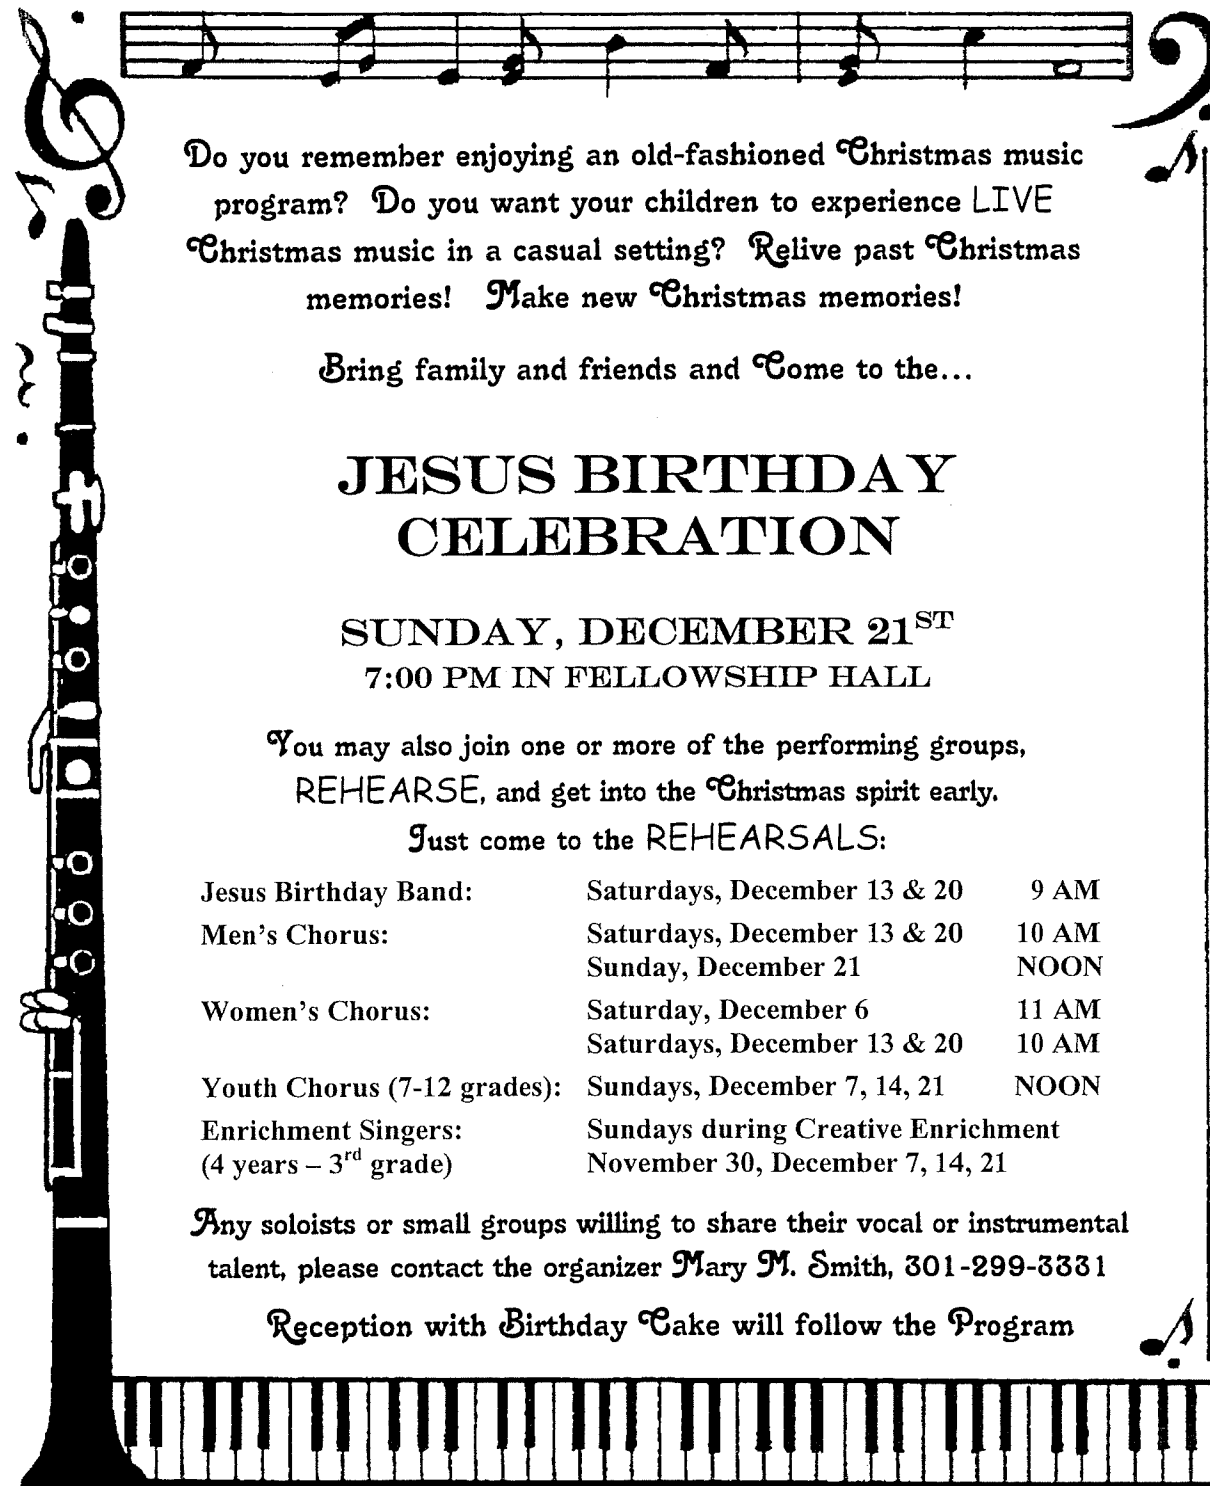 Do you remember enjoying an old-fashioned Christmas music
program? Do you want your children to experience LIVE
Christmas music in a casual setting? Relive past Christmas
memories! Make new Christmas memories!
Bring family and friends and Come to the...
JESUS BIRTHDAY
CELEBRATION
SUNDAY, DECEMBER 21ST
7:00 PM IN FELLOWSHIP HALL
You may also join one or more of the performing groups,
REHEARSE, and get into the Christmas spirit early.
Just come to the REHEARSALS:
Jesus Birthday Band: Saturdays, December 13 & 20 9 AM
Men's Chorus: Saturdays, December 13 & 20 10 AM
Sunday, December 21 NOON
Women's Chorus: Saturday, December 6 11 AM
Saturdays, December 13 & 20 10 AM
Youth Chorus (7-12 grades): Sundays, December 7, 14, 21 NOON
Enrichment Singers: Sundays during Creative Enrichment
(4 years – 3rd grade) November 30, December 7, 14, 21
Any soloists or small groups willing to share their vocal or instrumental
talent, please contact the organizer Mary M. Smith, 301-299-3331
Reception with Birthday Cake will follow the Program